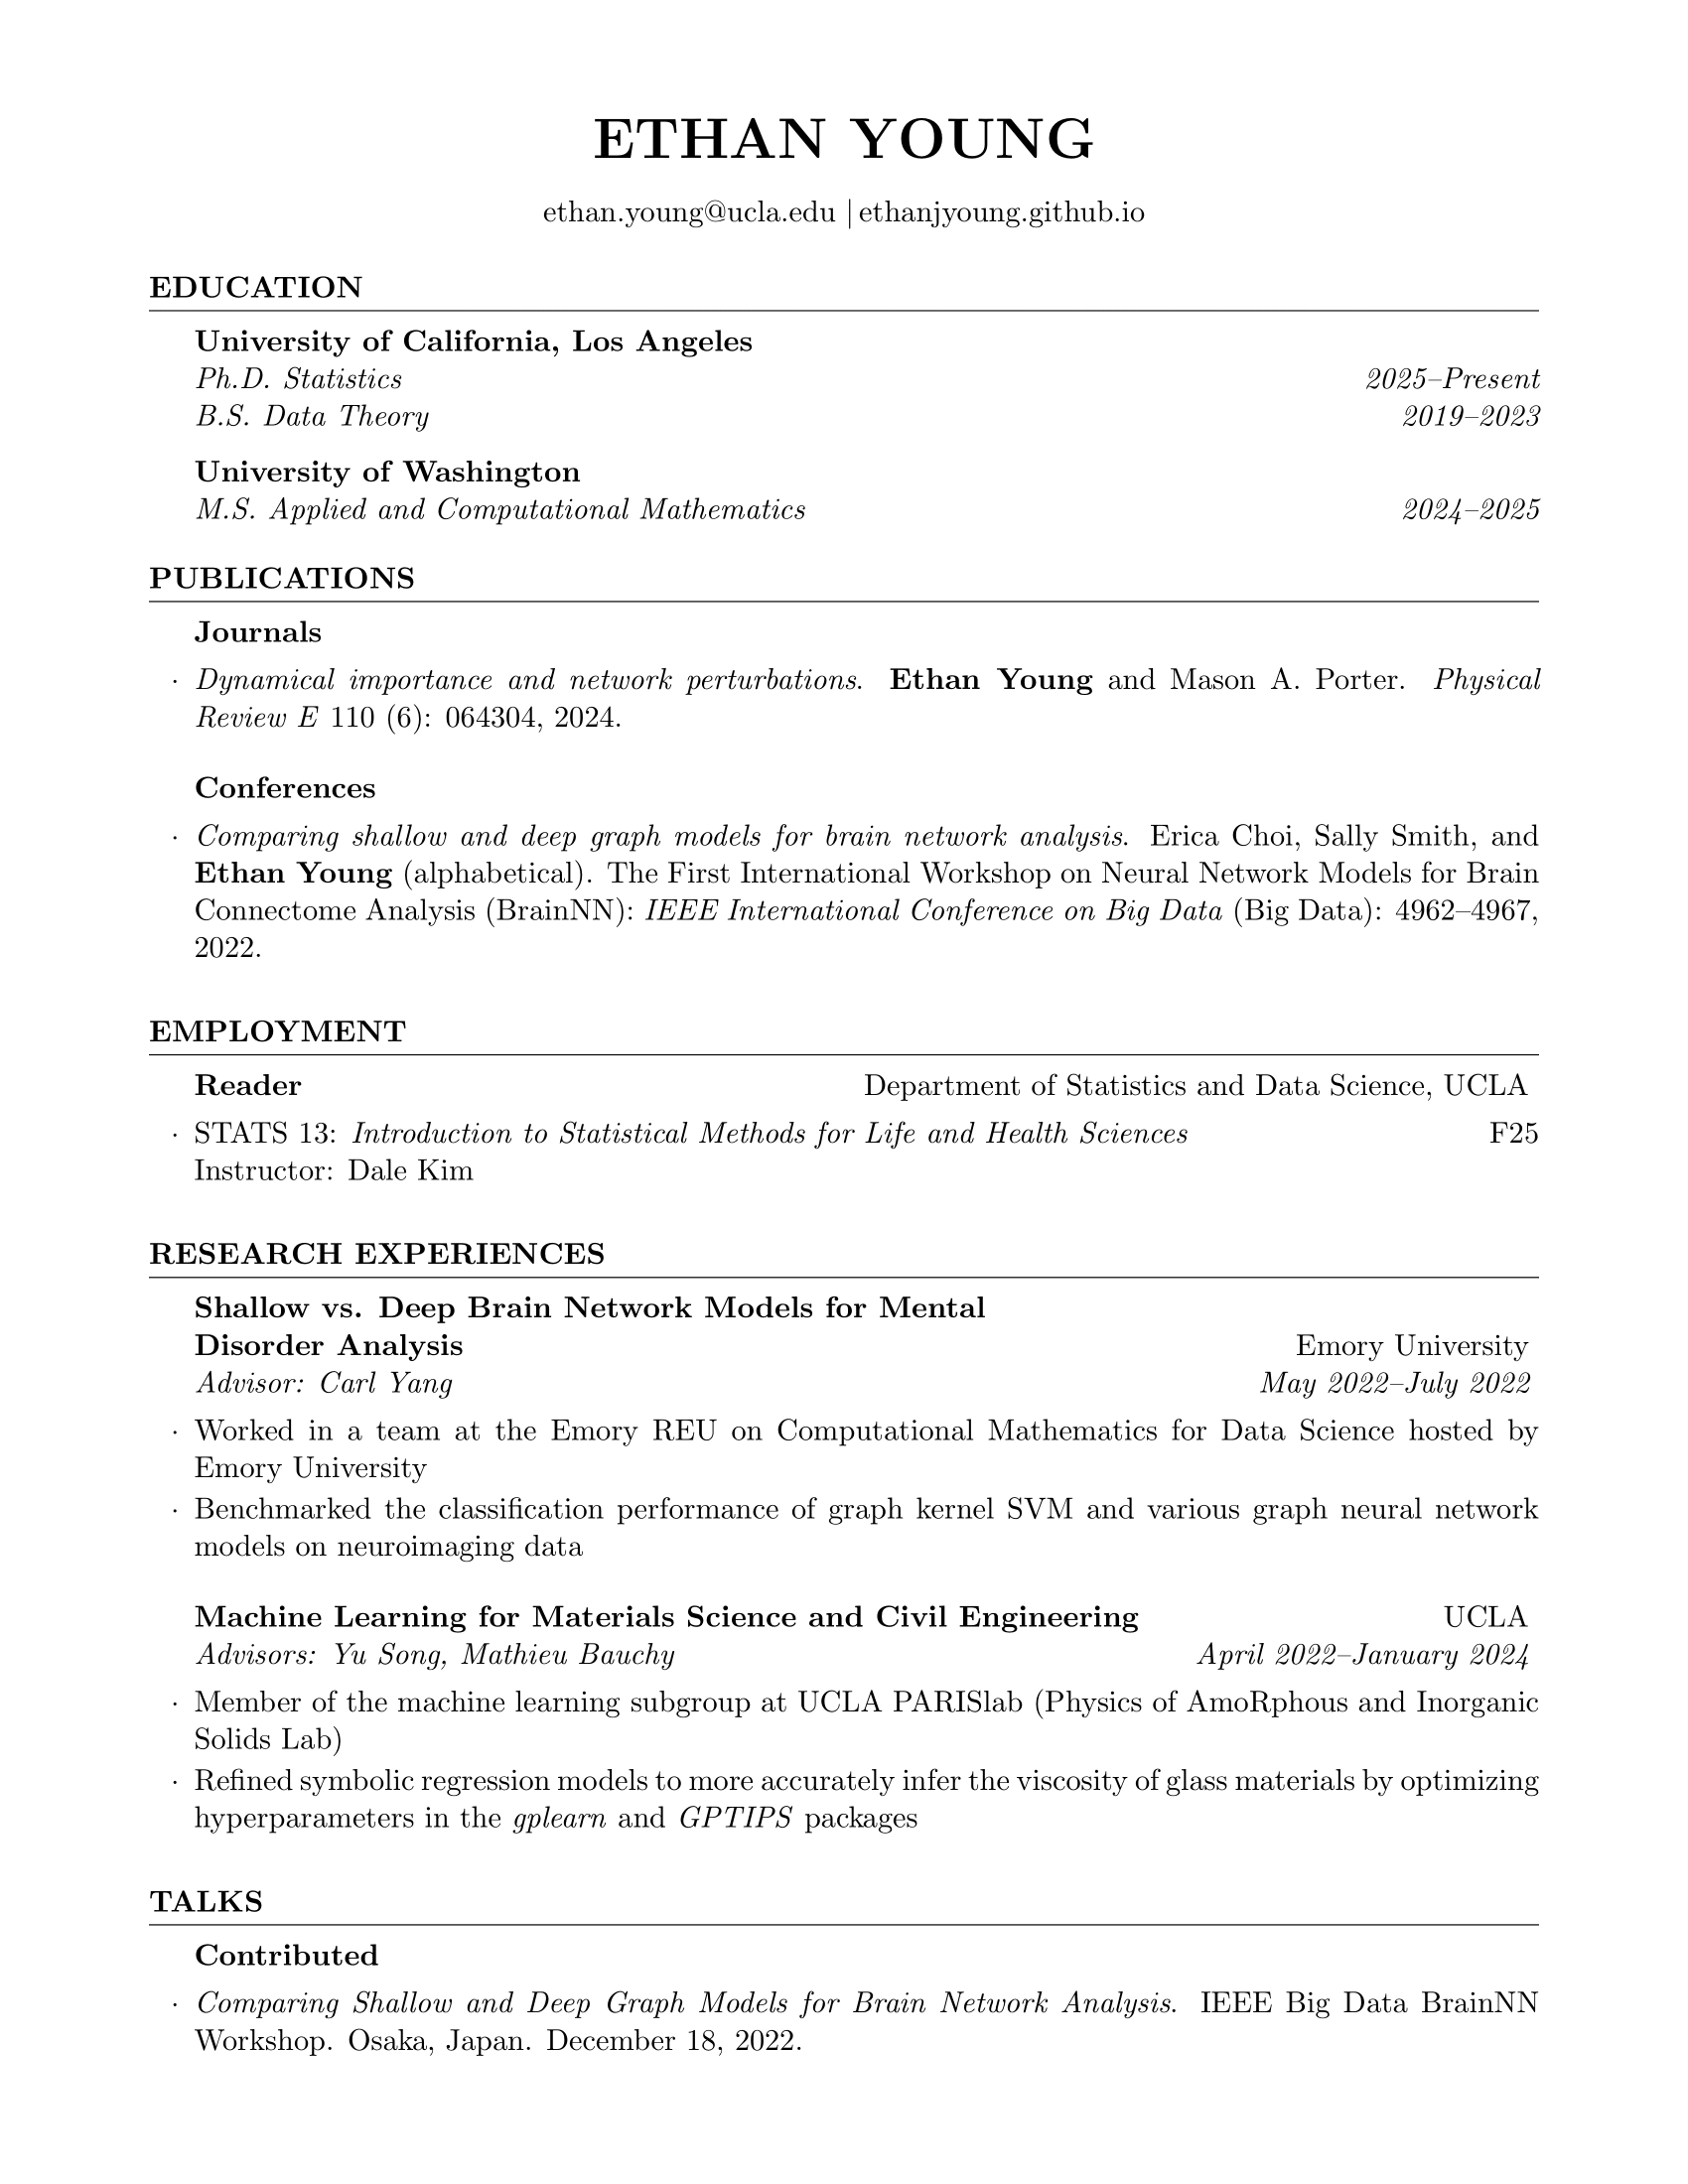 ETHAN YOUNG
ethan.young@ucla.edu | ethanjyoung.github.io
EDUCATION
University of California, Los Angeles
Ph.D. Statistics 2025–Present
B.S. Data Theory 2019–2023
University of Washington
M.S. Applied and Computational Mathematics 2024–2025
PUBLICATIONS
Journals
· Dynamical importance and network perturbations. Ethan Young and Mason A. Porter. Physical
Review E 110 (6): 064304, 2024.
Conferences
· Comparing shallow and deep graph models for brain network analysis. Erica Choi, Sally Smith, and
Ethan Young (alphabetical). The First International Workshop on Neural Network Models for Brain
Connectome Analysis (BrainNN): IEEE International Conference on Big Data (Big Data): 4962–4967,
2022.
EMPLOYMENT
Reader Department of Statistics and Data Science, UCLA
· STATS 13: Introduction to Statistical Methods for Life and Health Sciences F25
Instructor: Dale Kim
RESEARCH EXPERIENCES
Shallow vs. Deep Brain Network Models for Mental
Disorder Analysis Emory University
Advisor: Carl Yang May 2022–July 2022
· Worked in a team at the Emory REU on Computational Mathematics for Data Science hosted by
Emory University
· Benchmarked the classification performance of graph kernel SVM and various graph neural network
models on neuroimaging data
Machine Learning for Materials Science and Civil Engineering UCLA
Advisors: Yu Song, Mathieu Bauchy April 2022–January 2024
· Member of the machine learning subgroup at UCLA PARISlab (Physics of AmoRphous and Inorganic
Solids Lab)
· Refined symbolic regression models to more accurately infer the viscosity of glass materials by optimizing
hyperparameters in the gplearn and GPTIPS packages
TALKS
Contributed
· Comparing Shallow and Deep Graph Models for Brain Network Analysis. IEEE Big Data BrainNN
Workshop. Osaka, Japan. December 18, 2022.